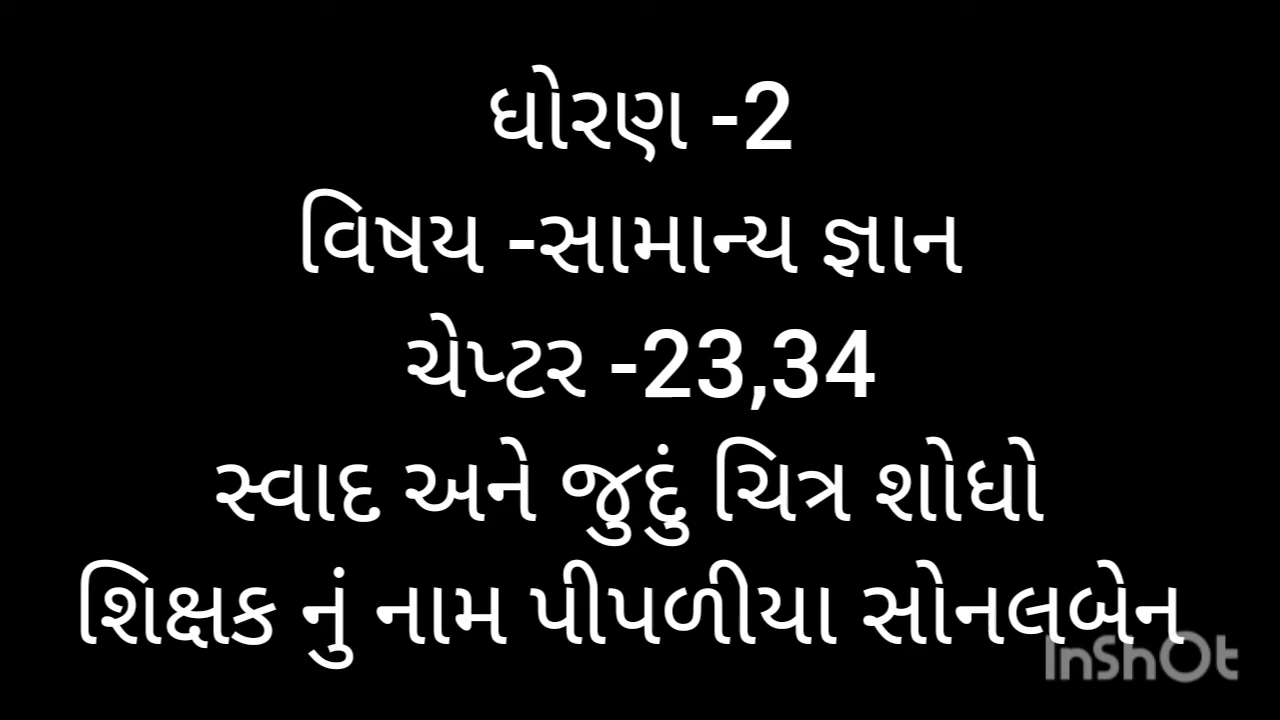 ધોરણ -2
વિષય -સામાન્ય જ્ઞાન
ચેપ્ટર -23,34
સ્વાદ અને જુદું ચિત્ર શોધો
શિક્ષક નું નામ પીપળીયા સોનલબેન
InShOt